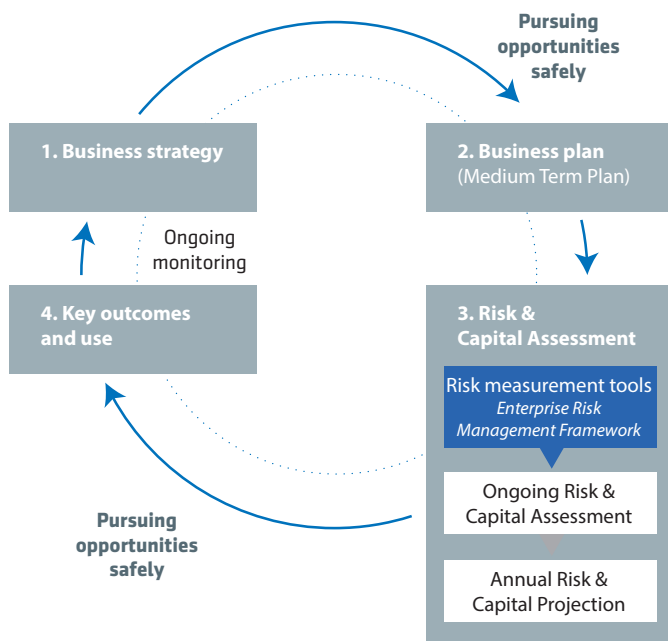 Pursuing
opportunities
safely
1. Business strategy
2. Business plan
(Medium Term Plan)
Ongoing
monitoring
4. Key outcomes
and use
3. Risk &
Capital Assessment
Risk measurement tools
Enterprise Risk
Management Framework
Ongoing Risk &
Capital Assessment
Annual Risk &
Capital Projection
Pursuing
opportunities
safely